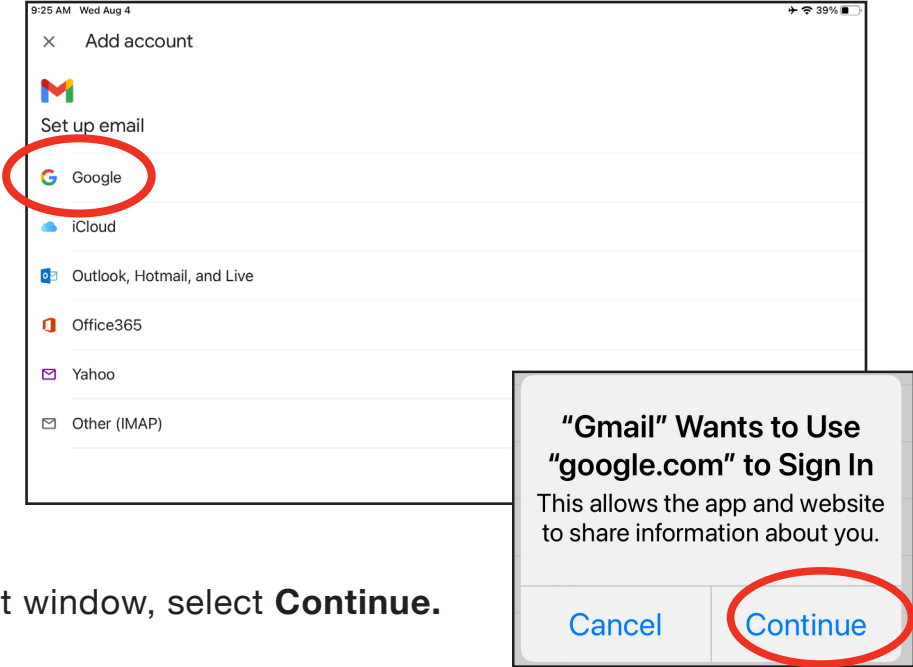 9:25 AM Wed Aug 4 39%
Add account
Set up email
Google
iCloud
Outlook, Hotmail, and Live
Office365
Yahoo
Other (IMAP)
“Gmail” Wants to Use
“google.com” to Sign In
This allows the app and website
to share information about you.
Cancel Continue
t window, select Continue.